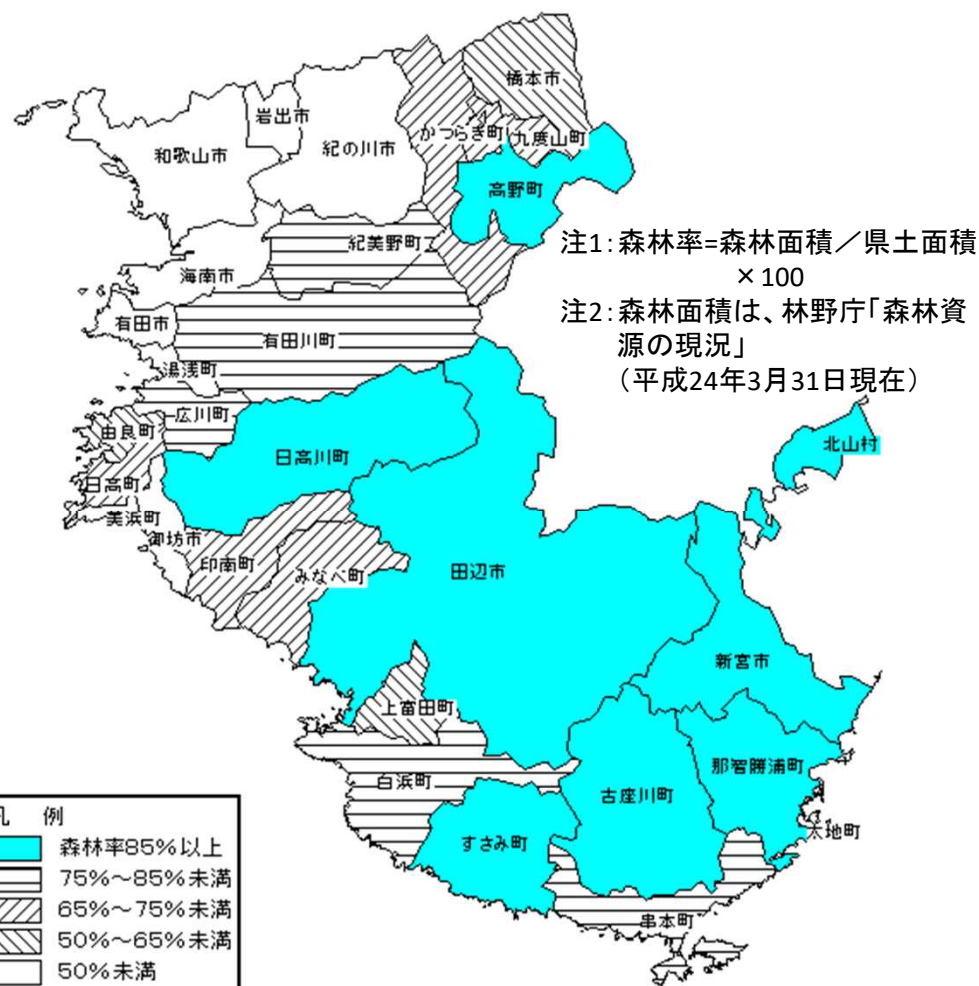 橋本市
岩出市
かつらぎ町
九度山町
和歌山市
紀の川市
高野町
紀美野町
海南市
注1:森林率=森林面積/県土面積
×100
注2:森林面積は、林野庁「森林資
源の現況」
(平成24年3月31日現在)
有田市
有田川町
湯浅町
広川町
由良町
日高川町
北山村
日高町
美浜町
御坊市
印南町
みなべ町
田辺市
新宮市
上富田町
那智勝浦町
白浜町
古座川町
太地町
すさみ町
串本町
凡 例
森林率85%以上
75%~85%未満
65%~75%未満
50%~65%未満
50%未満